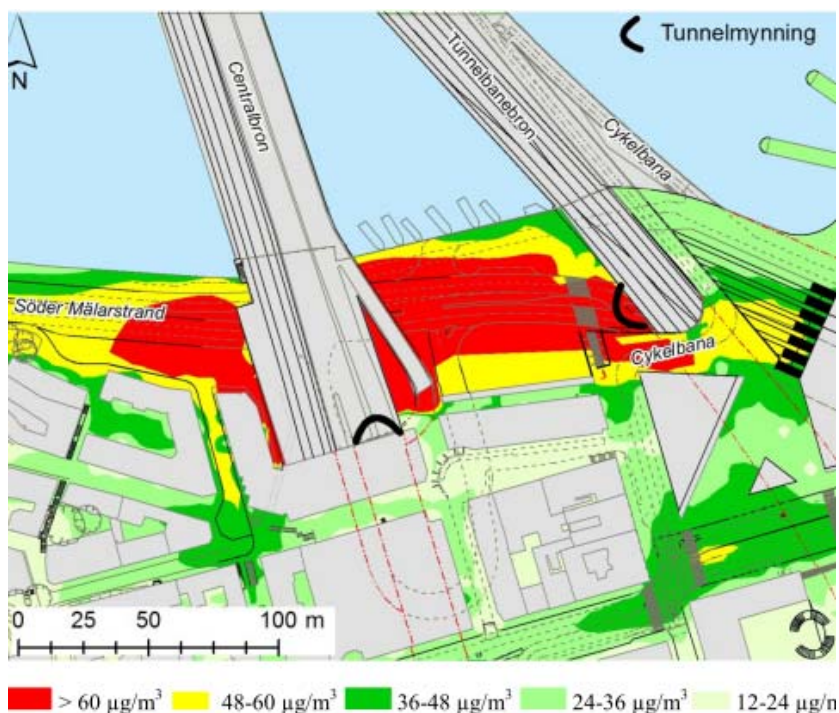 Tunnelmynning
N
Centralbron
Tunnelbanebron
Cykelbana
Söder Mälarstrand
Cykelbana
0 25 50 100 m
> 60 µg/m³ 48-60 µg/m³ 36-48 µg/m³ 24-36 µg/m³ 12-24 µg/m